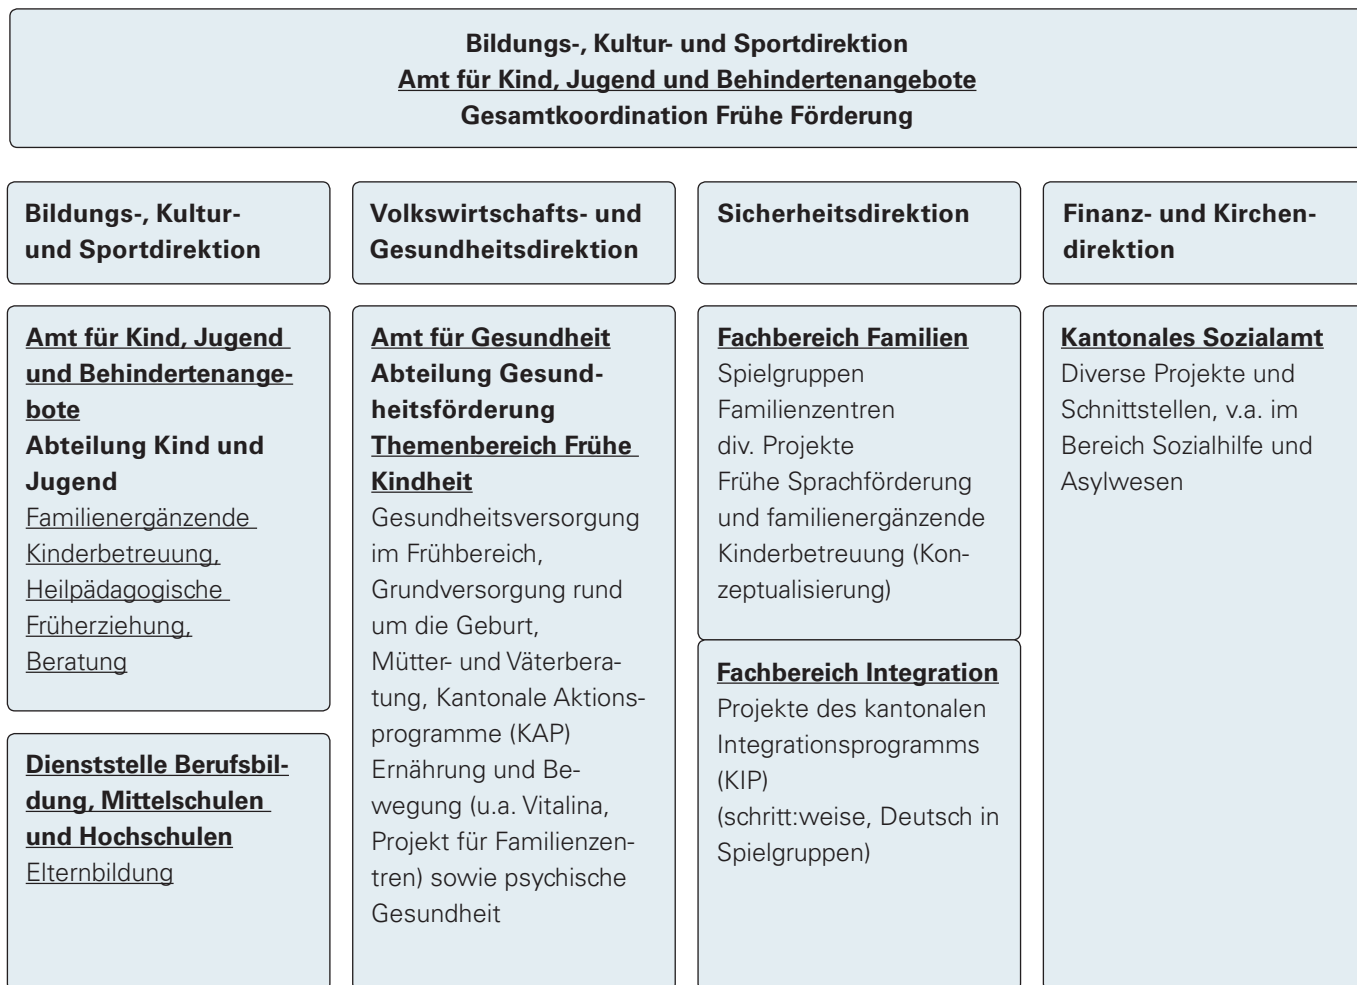 Bildungs-, Kultur- und Sportdirektion
Amt für Kind, Jugend und Behindertenangebote
Gesamtkoordination Frühe Förderung
Bildungs-, Kultur-
und Sportdirektion
Volkswirtschafts- und
Gesundheitsdirektion
Sicherheitsdirektion
Finanz- und Kirchen-
direktion
Amt für Kind, Jugend
und Behindertenange-
bote
Abteilung Kind und
Jugend
Familienergänzende
Kinderbetreuung,
Heilpädagogische
Früherziehung,
Beratung
Dienststelle Berufsbil-
dung, Mittelschulen
und Hochschulen
Elternbildung
Amt für Gesundheit
Abteilung Gesund-
heitsförderung
Themenbereich Frühe
Kindheit
Gesundheitsversorgung
im Frühbereich,
Grundversorgung rund
um die Geburt,
Mütter- und Väterbera-
tung, Kantonale Aktions-
programme (KAP)
Ernährung und Be-
wegung (u.a. Vitalina,
Projekt für Familienzen-
tren) sowie psychische
Gesundheit
Fachbereich Familien
Spielgruppen
Familienzentren
div. Projekte
Frühe Sprachförderung
und familienergänzende
Kinderbetreuung (Kon-
zeptualisierung)
Fachbereich Integration
Projekte des kantonalen
Integrationsprogramms
(KIP)
(schritt:weise, Deutsch in
Spielgruppen)
Kantonales Sozialamt
Diverse Projekte und
Schnittstellen, v.a. im
Bereich Sozialhilfe und
Asylwesen